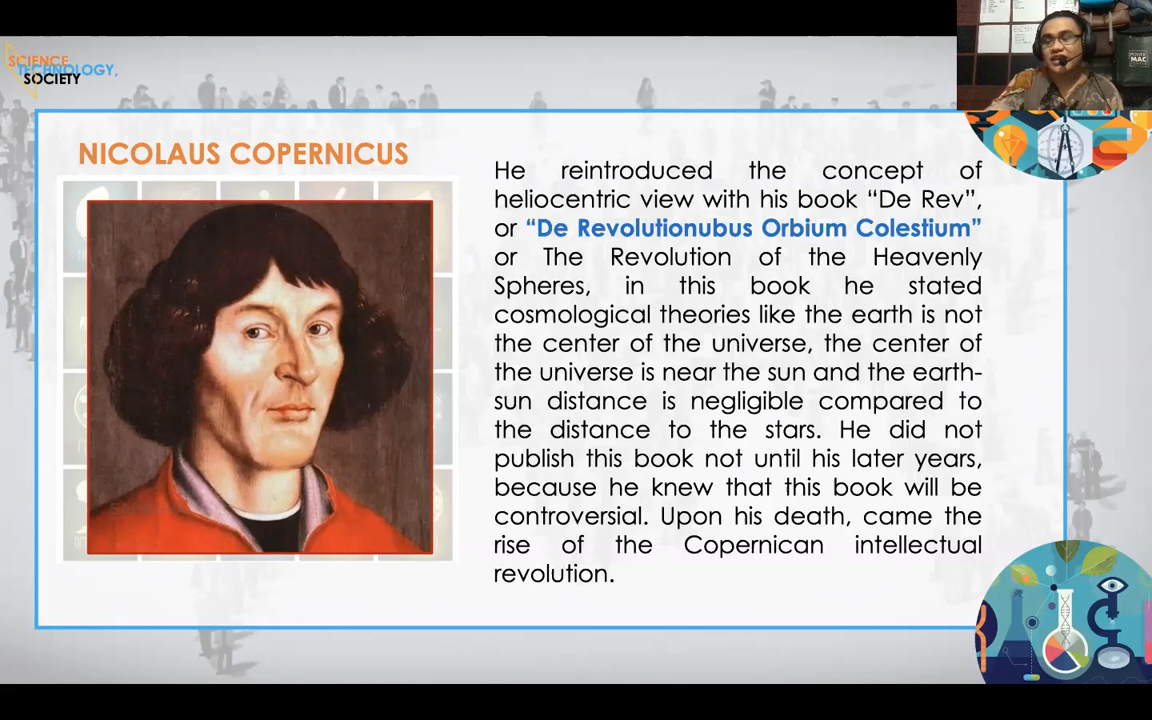 SCIENCE,
TECHNOLOGY,
SOCIETY
NICOLAUS COPERNICUS
He reintroduced the concept of
heliocentric view with his book “De Rev”,
or “De Revolutionubus Orbium Colestium”
or The Revolution of the Heavenly
Spheres, in this book he stated
cosmological theories like the earth is not
the center of the universe, the center of
the universe is near the sun and the earth-
sun distance is negligible compared to
the distance to the stars. He did not
publish this book not until his later years,
because he knew that this book will be
controversial. Upon his death, came the
rise of the Copernican intellectual
revolution.
MAC